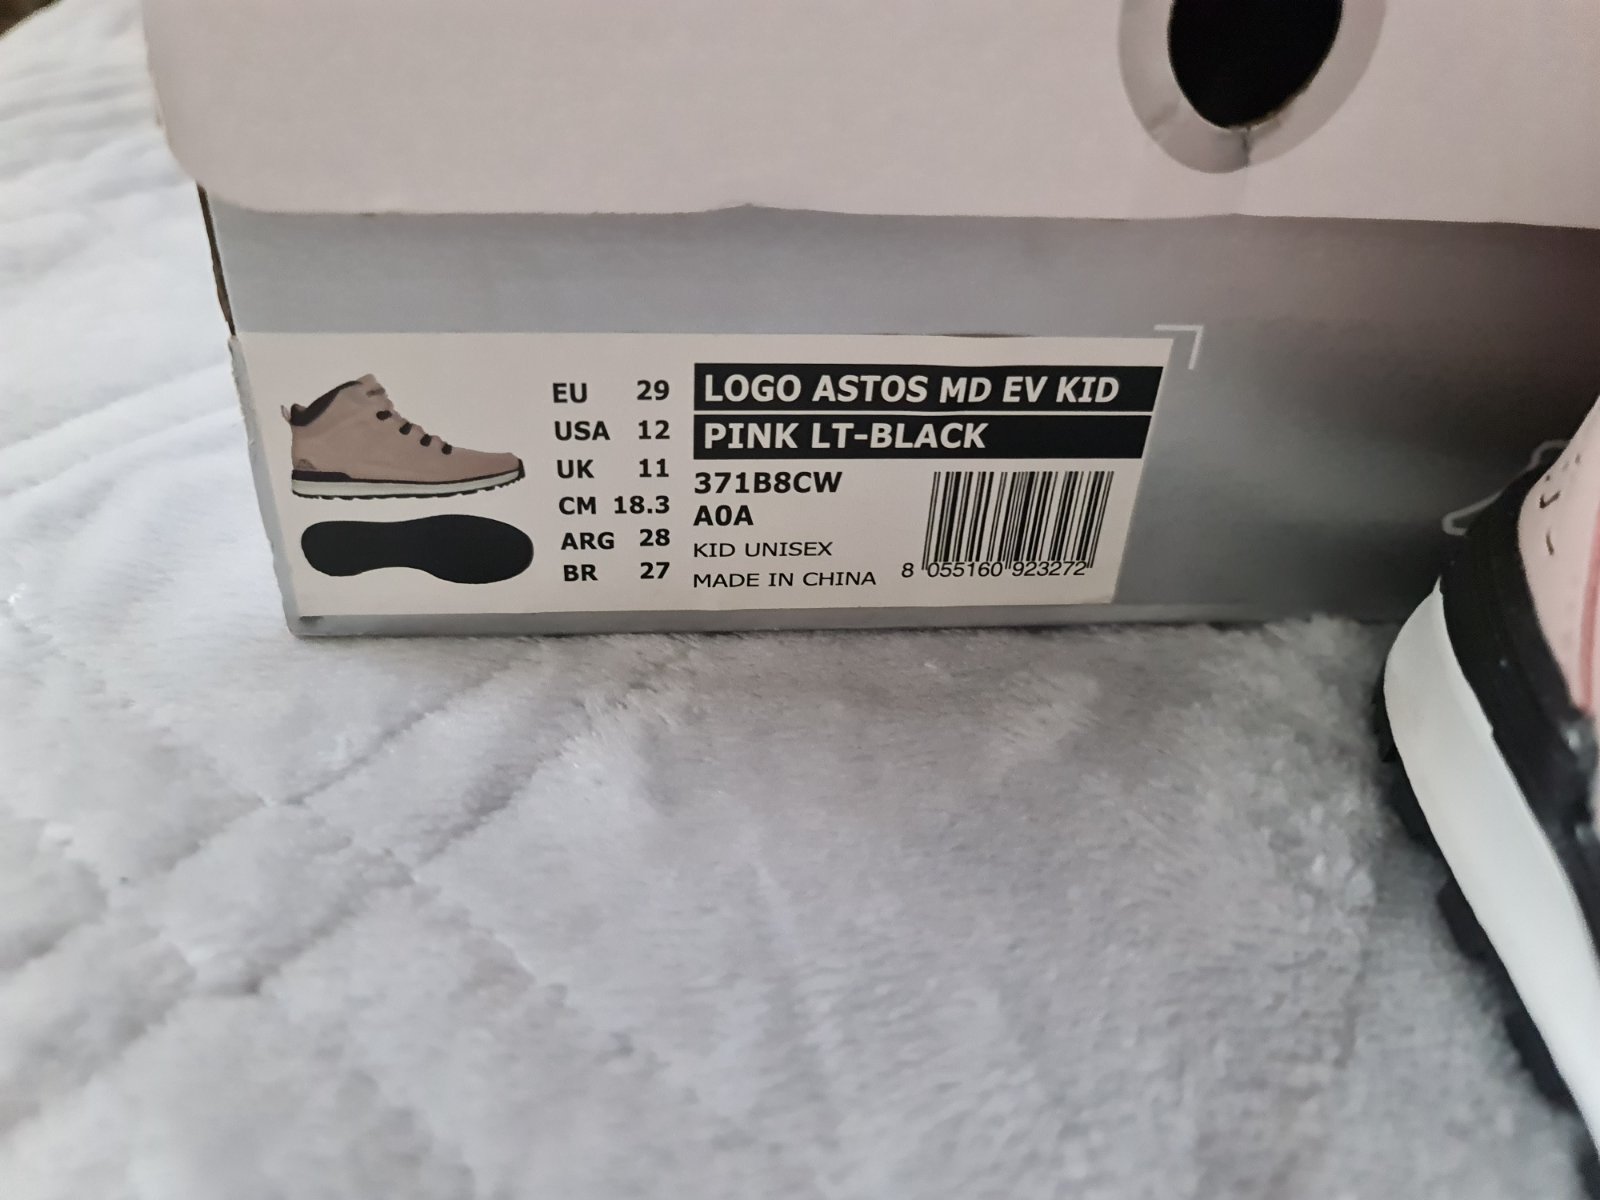 EU 29
USA 12
UK 11
CM 18.3
ARG 28
BR 27
LOGO ASTOS MD EV KID
PINK LT-BLACK
371B8CW
A0A
KID UNISEX
MADE IN CHINA
8 055160 923272